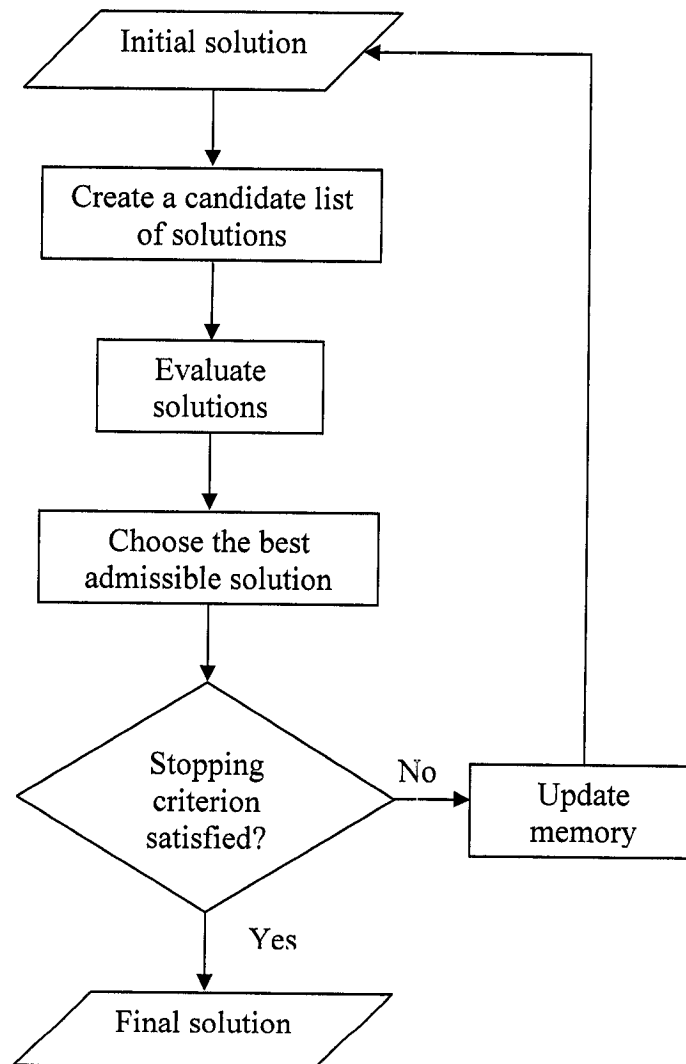 Initial solution
Create a candidate list
of solutions
Evaluate
solutions
Choose the best
admissible solution
Stopping
criterion
satisfied?
No
Update
memory
Yes
Final solution